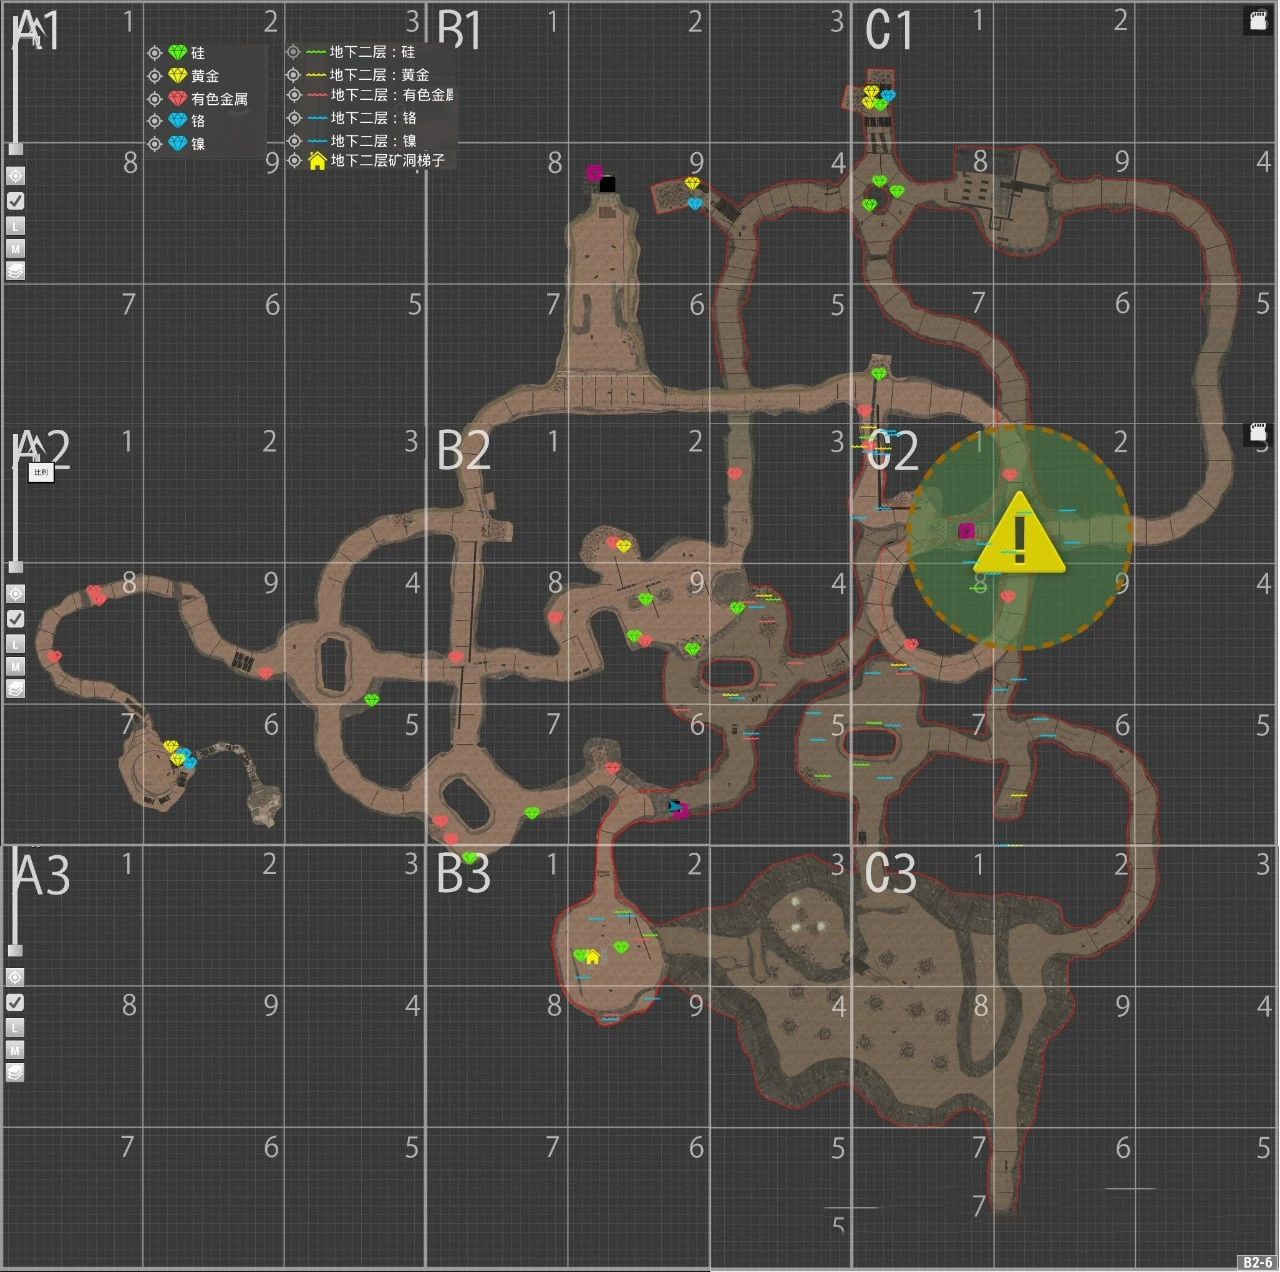 A1 1 2 3 B1 1 2 3 C1 1 2
硅
黄金
有色金属
铬
镍
地下二层：硅
地下二层：黄金
地下二层：有色金
地下二层：铬
地下二层：镍
地下二层矿洞梯子
8 9 4 8 9 4 8 9
L
M
7 6 5 7 6 5 7 6 5
A2 1 2 3 B2 1 2 3 C2 1 2 3
比列
8 9 4 8 9 4 8 9 4
L
M
7 6 5 7 6 5 7 6 5
A3 1 2 3 B3 1 2 3 C3 1 2 3
8 9 4 8 9 4 8 9 4
L
M
7 6 5 7 6 5 7 6 5
5 7
B2-6